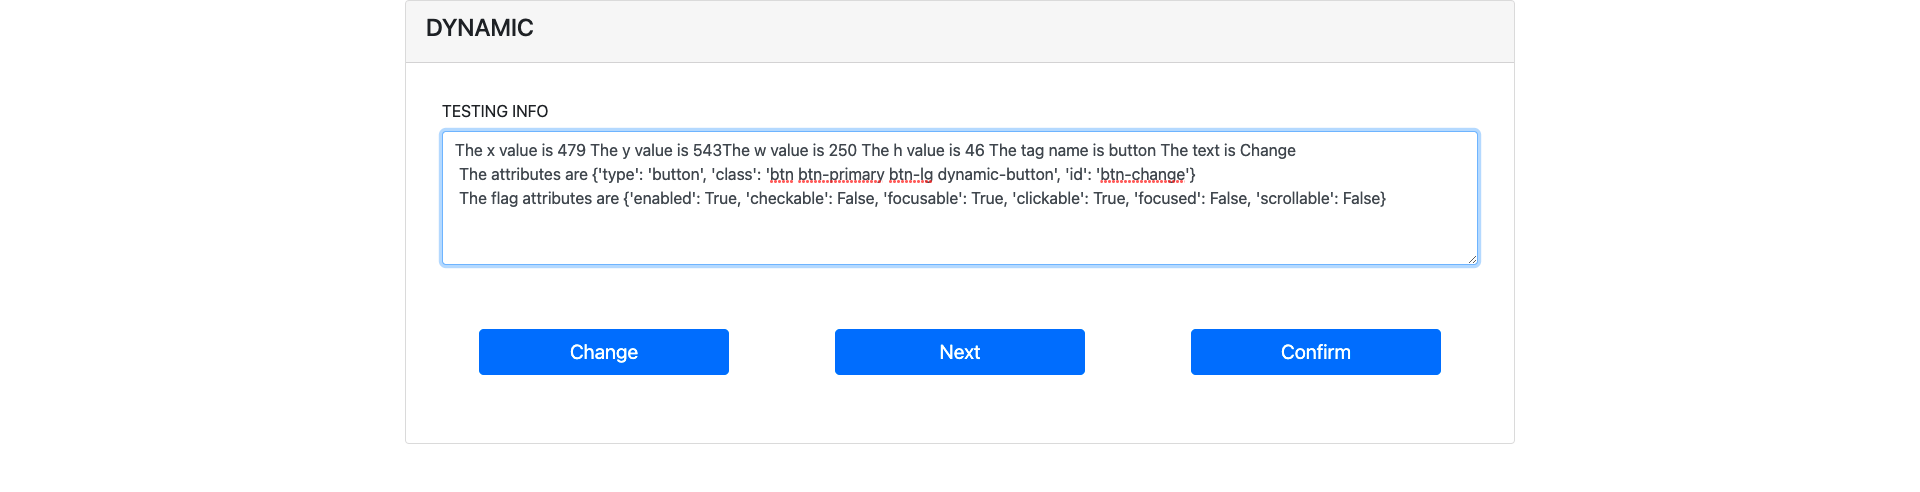 DYNAMIC
TESTING INFO
The x value is 479 The y value is 543The w value is 250 The h value is 46 The tag name is button The text is Change
The attributes are {'type': 'button', 'class': 'btn btn-primary btn-lg dynamic-button', 'id': 'btn-change'}
The flag attributes are {'enabled': True, 'checkable': False, 'focusable': True, 'clickable': True, 'focused': False, 'scrollable': False}
Change Next Confirm